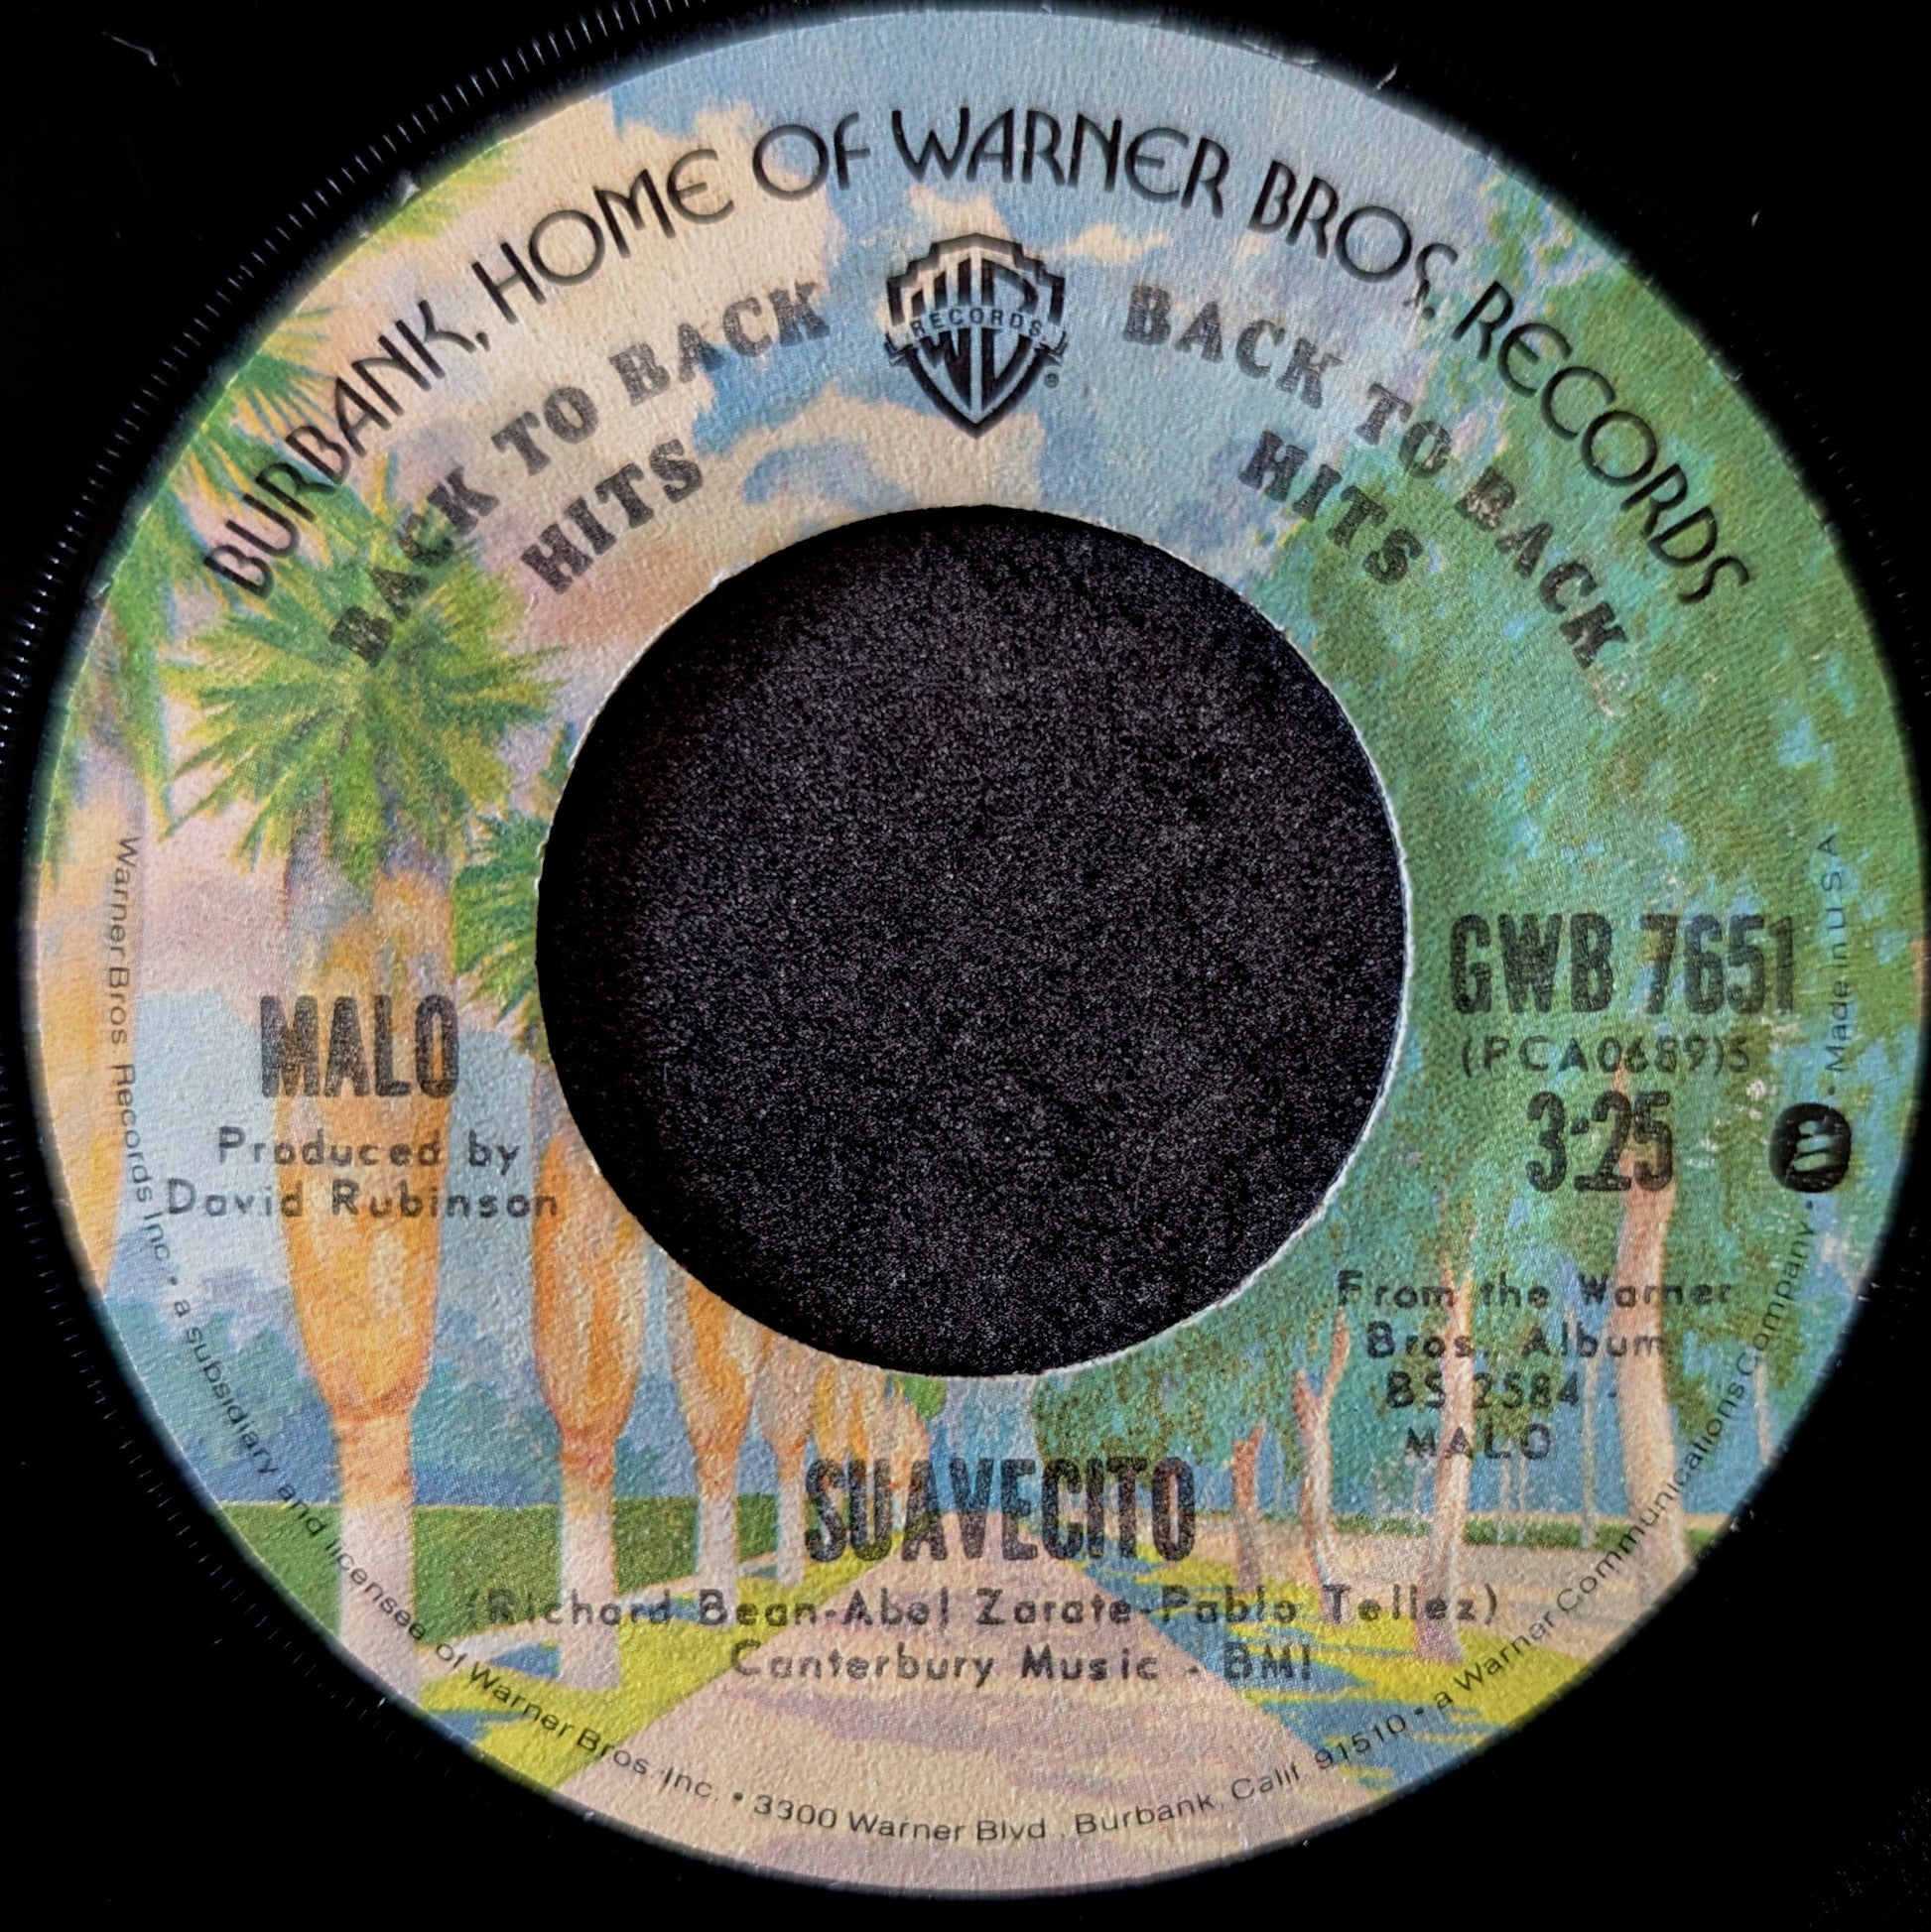 BURBANK, HOME OF WARNER BROS. RECORDS
BACK TO BACK
HITS
RECORDS
®
BACK TO BACK
HITS
MALO
Produced by
David Rubinson
GWB 7651
(PCA0689)S
3:25
From the Warner
Bros. Album
BS 2584
MALO
SUAVECITO
(Richard Bean-Abel Zarate-Pablo Tellez)
Canterbury Music - BMI
Warner Bros. Records Inc. • a subsidiary and licensee of Warner Bros. Inc. • 3300 Warner Blvd., Burbank, Calif. 91510 • a Warner Communications Company • • Made in U.S.A.